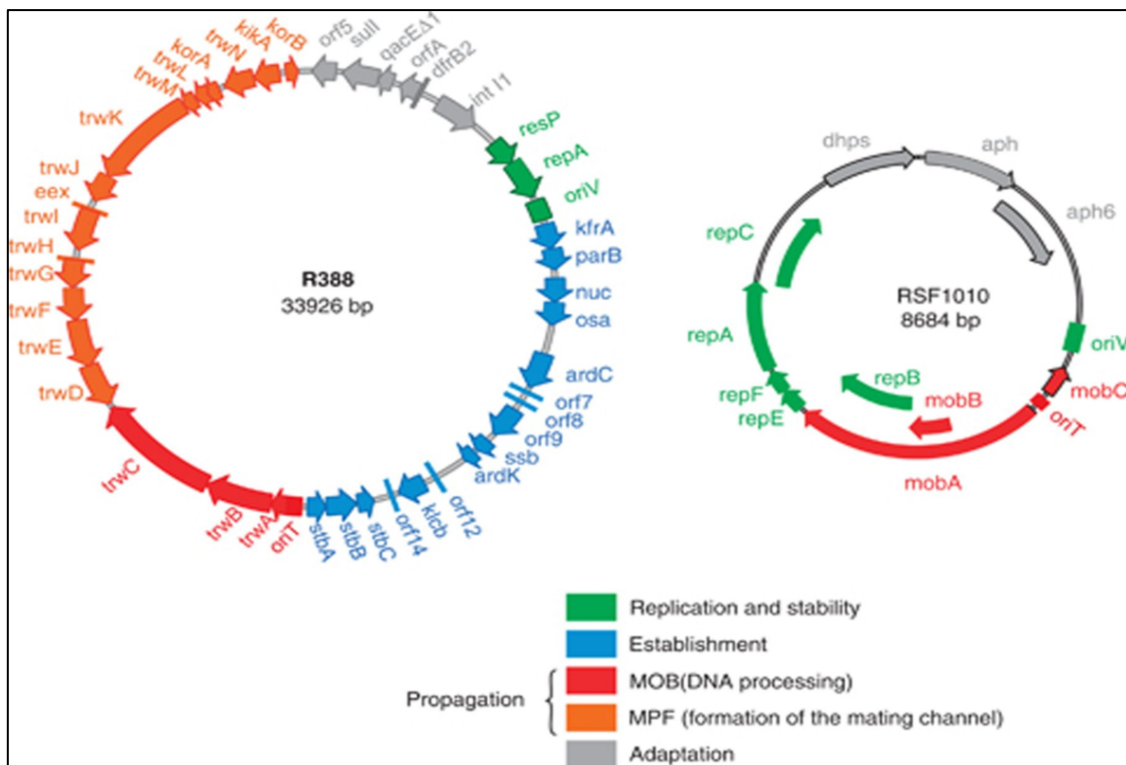 korB
kikA
trwN
korA
trwL
trwM
trwK
trwJ
eex
trwI
trwH
trwG
trwF
trwE
trwD
trwC
trwB
trwA
oriT
orf5
sulI
qacEΔ1
orfA
dfrB2
int I1
resP
repA
oriV
kfrA
parB
nuc
osa
ardC
orf7
orf8
orf9
ssb
ardK
orf12
klcb
orf14
stbC
stbB
stbA
R388
33926 bp
dhps
aph
aph6
repC
repA
repF
repE
repB
mobB
mobA
oriV
mobC
oriT
RSF1010
8684 bp
Replication and stability
Establishment
Propagation
MOB(DNA processing)
MPF (formation of the mating channel)
Adaptation